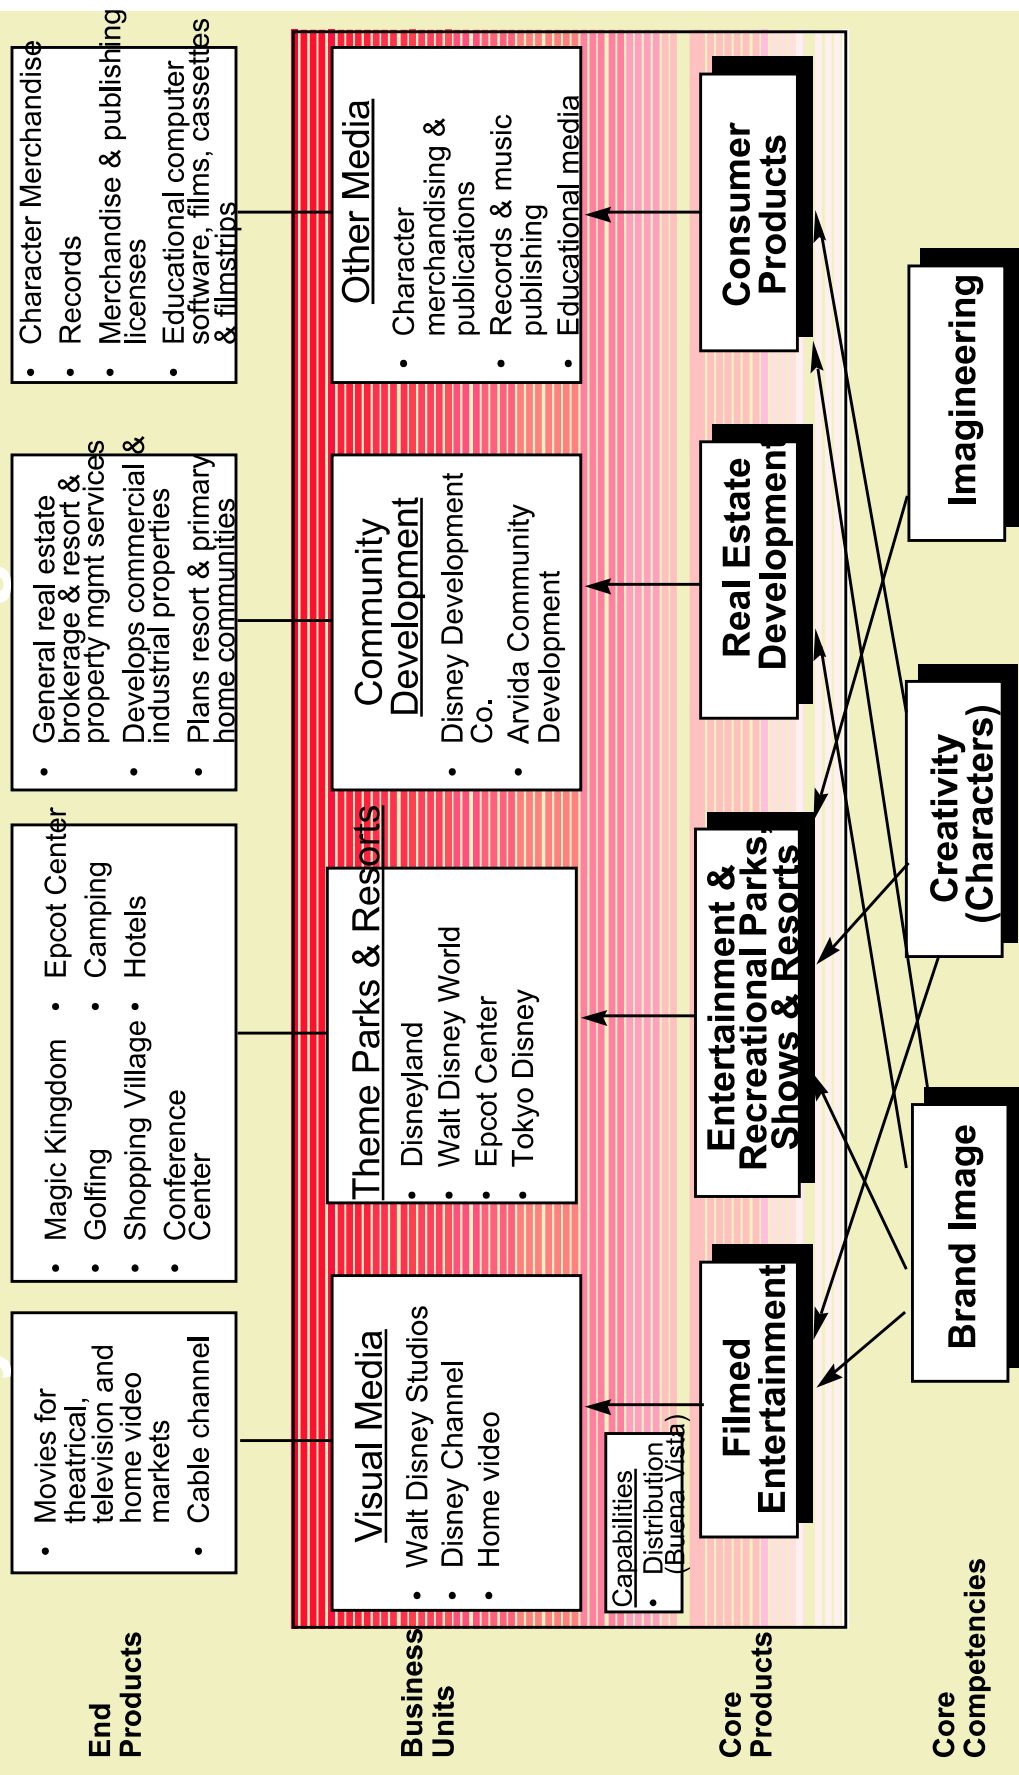 End
Products
• Movies for
theatrical,
television and
home video
markets
• Cable channel
• Magic Kingdom
• Golfing
• Shopping Village
• Conference
Center
• Epcot Center
• Camping
• Hotels
• General real estate
brokerage & resort &
property mgmt services
• Develops commercial &
industrial properties
• Plans resort & primary
home communities
• Character Merchandise
• Records
• Merchandise & publishing
licenses
• Educational computer
software, films, cassettes
& filmstrips
Business
Units
Visual Media
• Walt Disney Studios
• Disney Channel
• Home video
Theme Parks & Resorts
• Disneyland
• Walt Disney World
• Epcot Center
• Tokyo Disney
Community
Development
• Disney Development
Co.
• Arvida Community
Development
Other Media
• Character
merchandising &
publications
• Records & music
publishing
• Educational media
Capabilities
• Distribution
(Buena Vista)
Core
Products
Filmed
Entertainment
Entertainment &
Recreational Parks,
Shows & Resorts
Real Estate
Development
Consumer
Products
Core
Competencies
Brand Image
Creativity
(Characters)
Imagineering